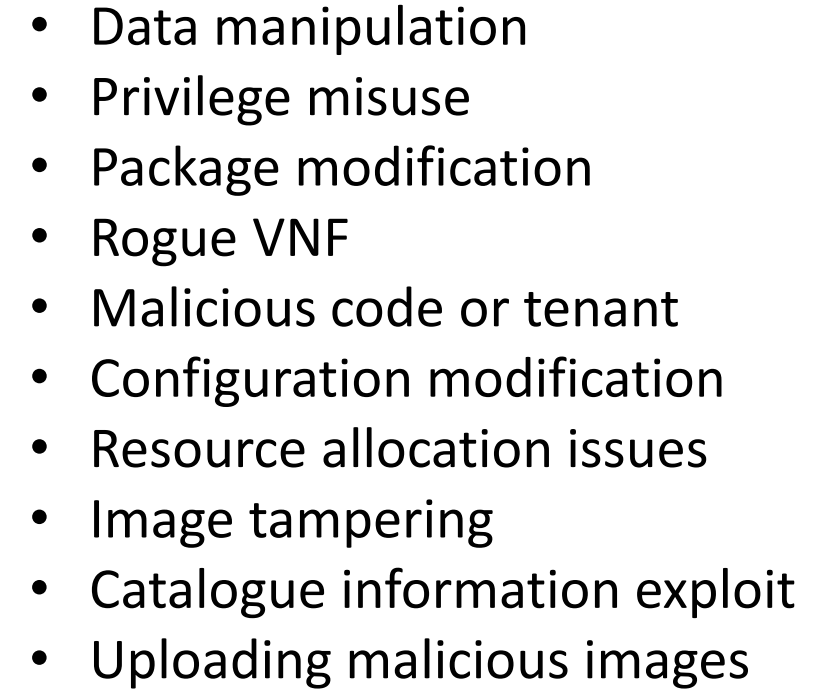 • Data manipulation
• Privilege misuse
• Package modification
• Rogue VNF
• Malicious code or tenant
• Configuration modification
• Resource allocation issues
• Image tampering
• Catalogue information exploit
• Uploading malicious images